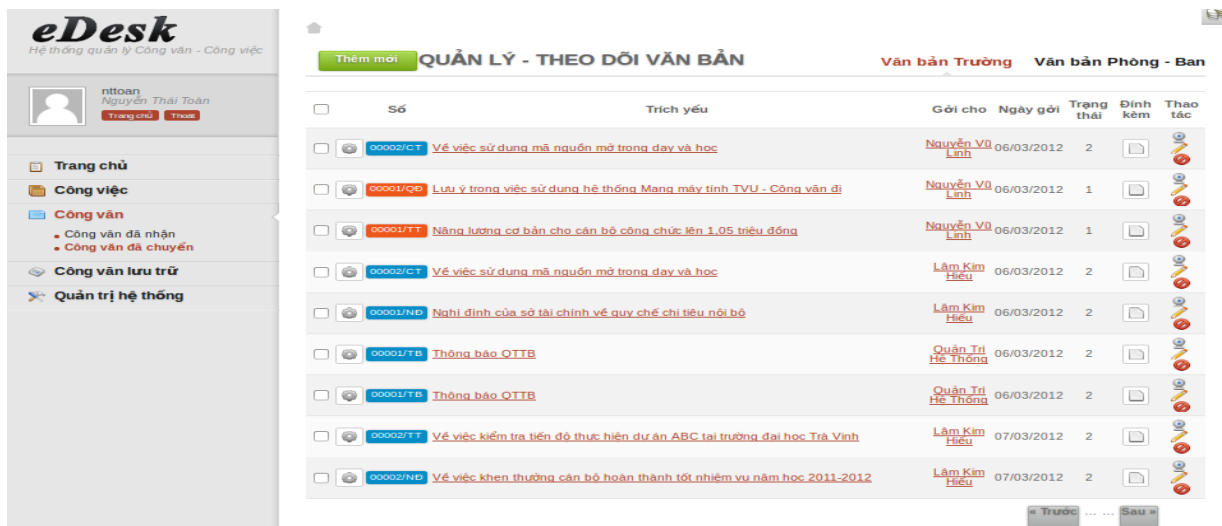 eDesk
Hệ thống quản lý Công văn - Công việc
nttoan
Nguyễn Thái Toàn
Trang chủ Thoát
Trang chủ
Công việc
Công văn
Công văn đã nhận
Công văn đã chuyển
Công văn lưu trữ
Quản trị hệ thống
Thêm mới QUẢN LÝ - THEO DÕI VĂN BẢN Văn bản Trường Văn bản Phòng - Ban
Số Trích yếu Gởi cho Ngày gởi Trạng thái Đính kèm Thao tác
00002/CT Về việc sử dụng mã nguồn mở trong dạy và học Nguyễn Vũ Linh 06/03/2012 2
00001/QĐ Lưu ý trong việc sử dụng hệ thống Mạng máy tính TVU - Công văn đi Nguyễn Vũ Linh 06/03/2012 1
00001/TT Nâng lương cơ bản cho cán bộ công chức lên 1,05 triệu đồng Nguyễn Vũ Linh 06/03/2012 1
00002/CT Về việc sử dụng mã nguồn mở trong dạy và học Lâm Kim Hiếu 06/03/2012 2
00001/NĐ Nghị định của sở tài chính về quy chế chi tiêu nội bộ Lâm Kim Hiếu 06/03/2012 2
00001/TB Thông báo QTTB Quản Trị Hệ Thống 06/03/2012 2
00001/TB Thông báo QTTB Quản Trị Hệ Thống 06/03/2012 2
00002/TT Về việc kiểm tra tiến độ thực hiện dự án ABC tại trường đại học Trà Vinh Lâm Kim Hiếu 07/03/2012 2
00002/NĐ Về việc khen thưởng cán bộ hoàn thành tốt nhiệm vụ năm học 2011-2012 Lâm Kim Hiếu 07/03/2012 2
« Trước ... ... Sau »